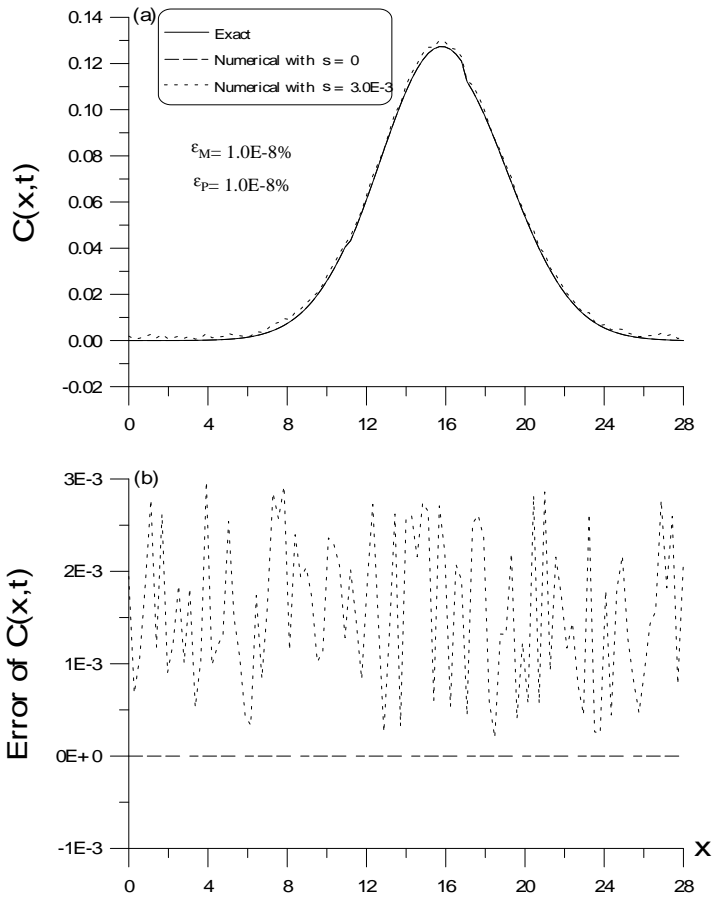 (a)
Exact
Numerical with s = 0
Numerical with s = 3.0E-3
εM= 1.0E-8%
εP= 1.0E-8%
C(x,t)
0.14
0.12
0.10
0.08
0.06
0.04
0.02
0.00
-0.02
0 4 8 12 16 20 24 28
(b)
Error of C(x,t)
3E-3
2E-3
1E-3
0E+0
-1E-3
x
0 4 8 12 16 20 24 28